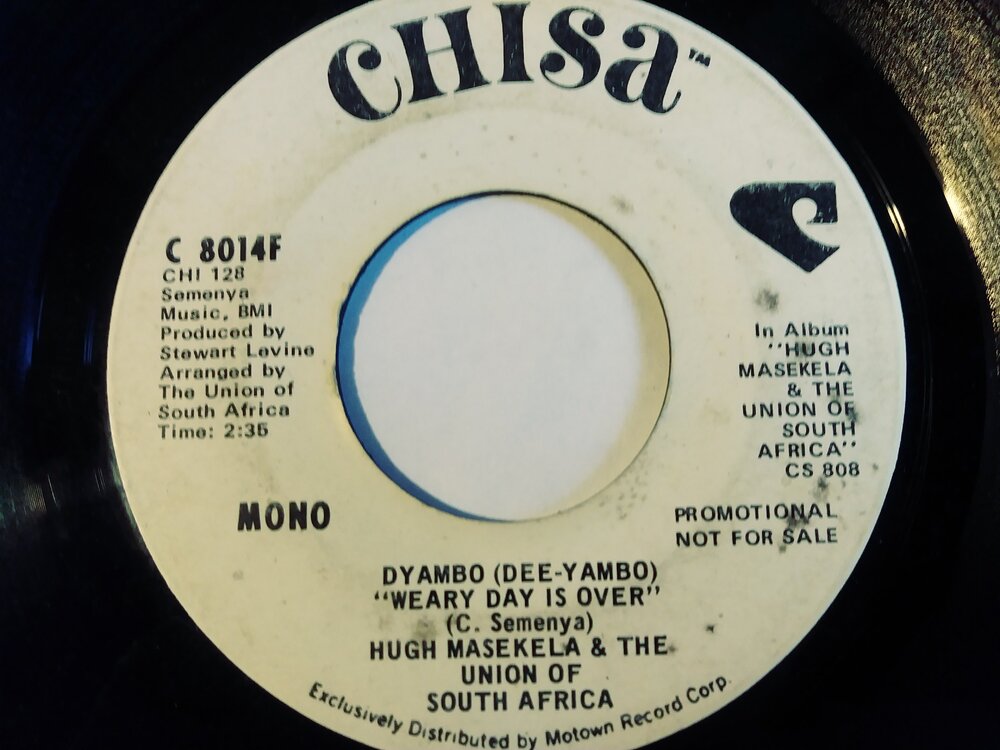 CHISa™
C 8014F
CHI 128
Semenya
Music, BMI
Produced by
Stewart Levine
Arranged by
The Union of
South Africa
Time: 2:35
MONO
In Album
"HUGH
MASEKELA
& THE
UNION OF
SOUTH
AFRICA"
CS 808
PROMOTIONAL
NOT FOR SALE
DYAMBO (DEE-YAMBO)
"WEARY DAY IS OVER"
(C. Semenya)
HUGH MASEKELA & THE
UNION OF
SOUTH AFRICA
Exclusively Distributed by Motown Record Corp.